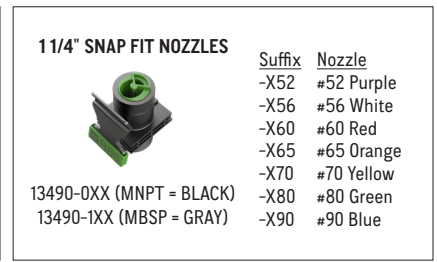 1 1/4" SNAP FIT NOZZLES
13490-0XX (MNPT = BLACK)
13490-1XX (MBSP = GRAY)
Suffix Nozzle
-X52 #52 Purple
-X56 #56 White
-X60 #60 Red
-X65 #65 Orange
-X70 #70 Yellow
-X80 #80 Green
-X90 #90 Blue